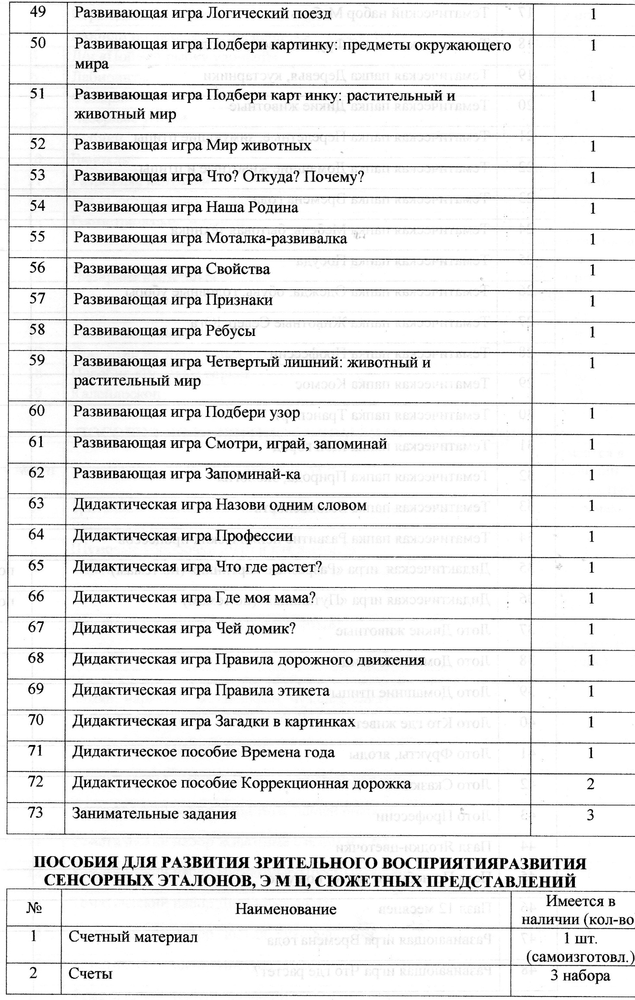 49 Развивающая игра Логический поезд 1
50 Развивающая игра Подбери картинку: предметы окружающего 1
мира
51 Развивающая игра Подбери карт инку: растительный и 1
животный мир
52 Развивающая игра Мир животных 1
53 Развивающая игра Что? Откуда? Почему? 1
54 Развивающая игра Наша Родина 1
55 Развивающая игра Моталка-развивалка 1
56 Развивающая игра Свойства 1
57 Развивающая игра Признаки 1
58 Развивающая игра Ребусы 1
59 Развивающая игра Четвертый лишний: животный и 1
растительный мир
60 Развивающая игра Подбери узор 1
61 Развивающая игра Смотри, играй, запоминай 1
62 Развивающая игра Запоминай-ка 1
63 Дидактическая игра Назови одним словом 1
64 Дидактическая игра Профессии 1
65 Дидактическая игра Что где растет? 1
66 Дидактическая игра Где моя мама? 1
67 Дидактическая игра Чей домик? 1
68 Дидактическая игра Правила дорожного движения 1
69 Дидактическая игра Правила этикета 1
70 Дидактическая игра Загадки в картинках 1
71 Дидактическое пособие Времена года 1
72 Дидактическое пособие Коррекционная дорожка 2
73 Занимательные задания 3
ПОСОБИЯ ДЛЯ РАЗВИТИЯ ЗРИТЕЛЬНОГО ВОСПРИЯТИЯРАЗВИТИЯ
СЕНСОРНЫХ ЭТАЛОНОВ, Э М П, СЮЖЕТНЫХ ПРЕДСТАВЛЕНИЙ
№ Наименование Имеется в
наличии (кол-во
1 Счетный материал 1 шт.
(самоизготовл.)
2 Счеты 3 набора